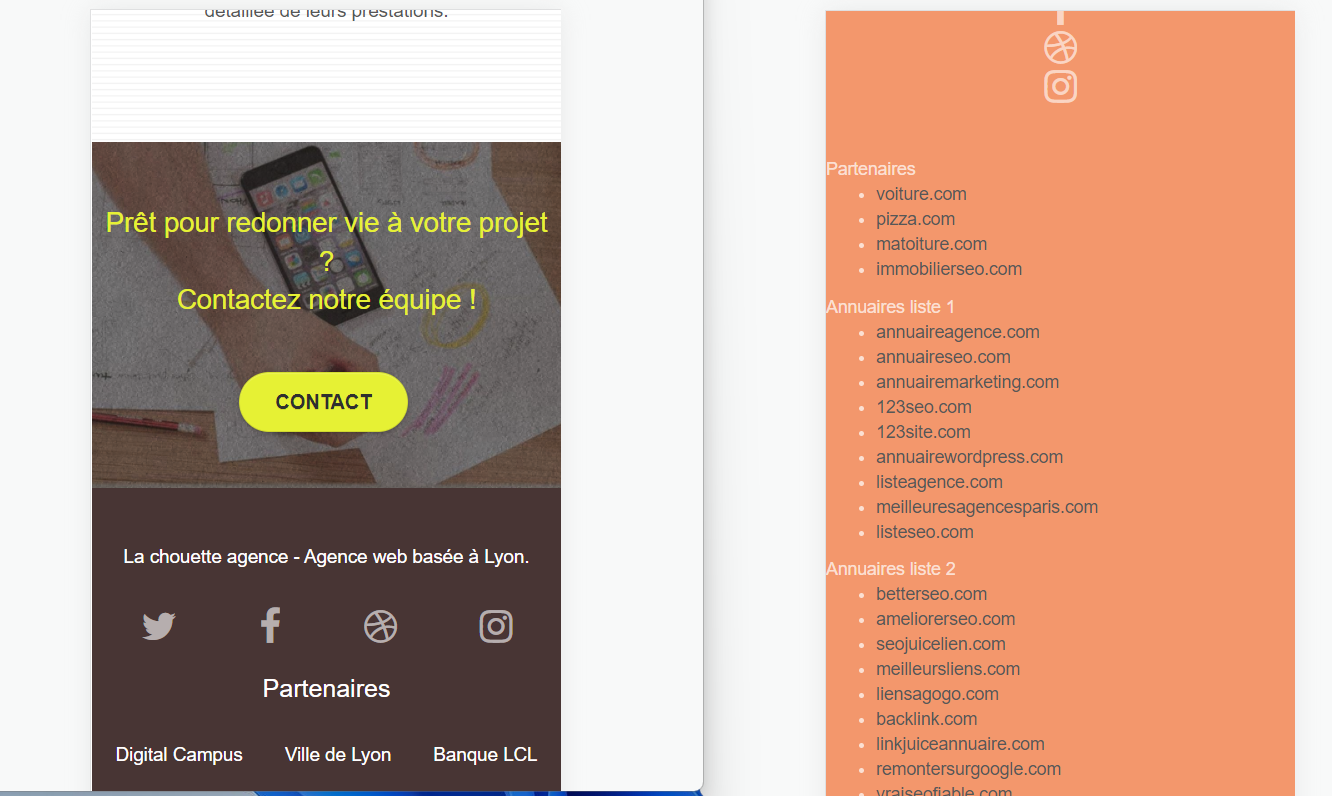 détaillée de leurs prestations.
Prêt pour redonner vie à votre projet
?
Contactez notre équipe !
CONTACT
La chouette agence - Agence web basée à Lyon.
Partenaires
Digital Campus
Ville de Lyon
Banque LCL
Partenaires
voiture.com
pizza.com
matoiture.com
immobilierseo.com
Annuaires liste 1
annuaireagence.com
annuaireseo.com
annuairemarketing.com
123seo.com
123site.com
annuairewordpress.com
listeagence.com
meilleuresagencesparis.com
listeseo.com
Annuaires liste 2
betterseo.com
ameliorerseo.com
seojuicelien.com
meilleursliens.com
liensagogo.com
backlink.com
linkjuiceannuaire.com
remontersurgoogle.com
vraiseofiable.com